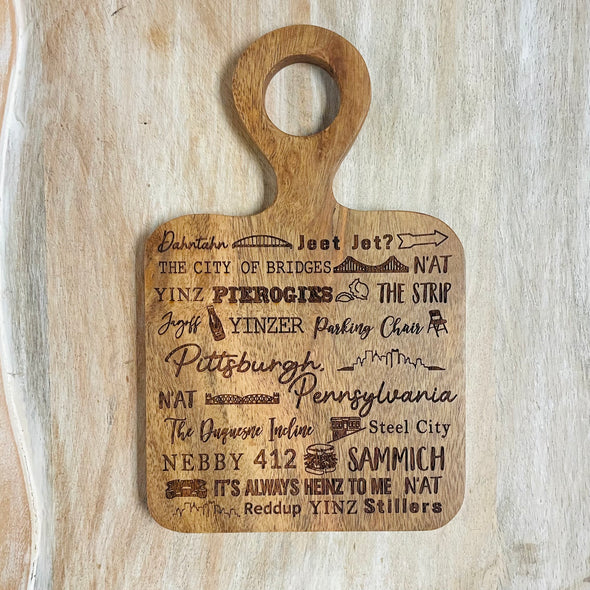 Dahntahn Jeet Jet?
THE CITY OF BRIDGES N'AT
YINZ PIEROGIES THE STRIP
Jagoff YINZER Parking Chair
Pittsburgh,
N'AT Pennsylvania
The Duquesne Incline Steel City
NEBBY 412 SAMMICH
IT'S ALWAYS HEINZ TO ME N'AT
Reddup YINZ Stillers